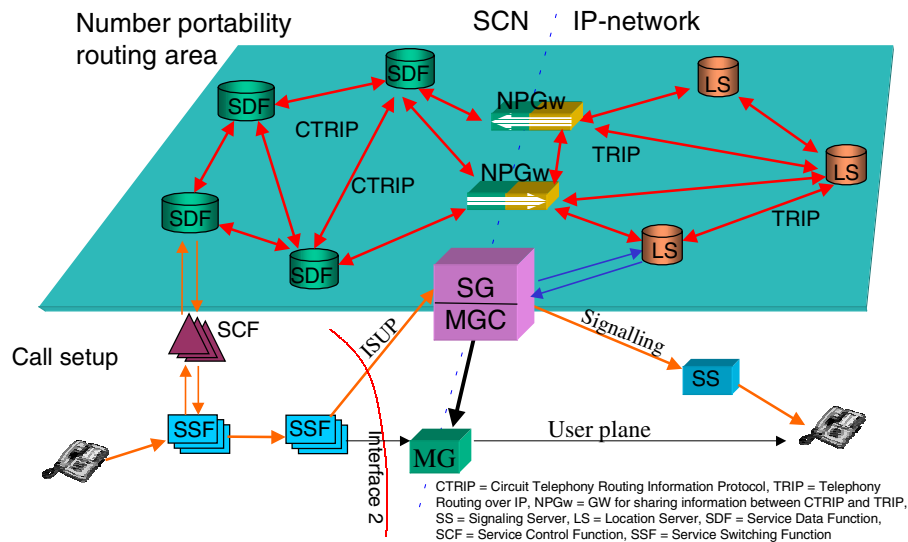 Number portability
routing area
SCN
IP-network
SDF
SDF
LS
NPGw
CTRIP
TRIP
NPGw
LS
CTRIP
SDF
TRIP
LS
SDF
SG
MGC
SCF
ISUP
Signalling
Call setup
SS
SSF
SSF
Interface 2
User plane
MG
CTRIP = Circuit Telephony Routing Information Protocol, TRIP = Telephony
Routing over IP, NPGw = GW for sharing information between CTRIP and TRIP,
SS = Signaling Server, LS = Location Server, SDF = Service Data Function,
SCF = Service Control Function, SSF = Service Switching Function